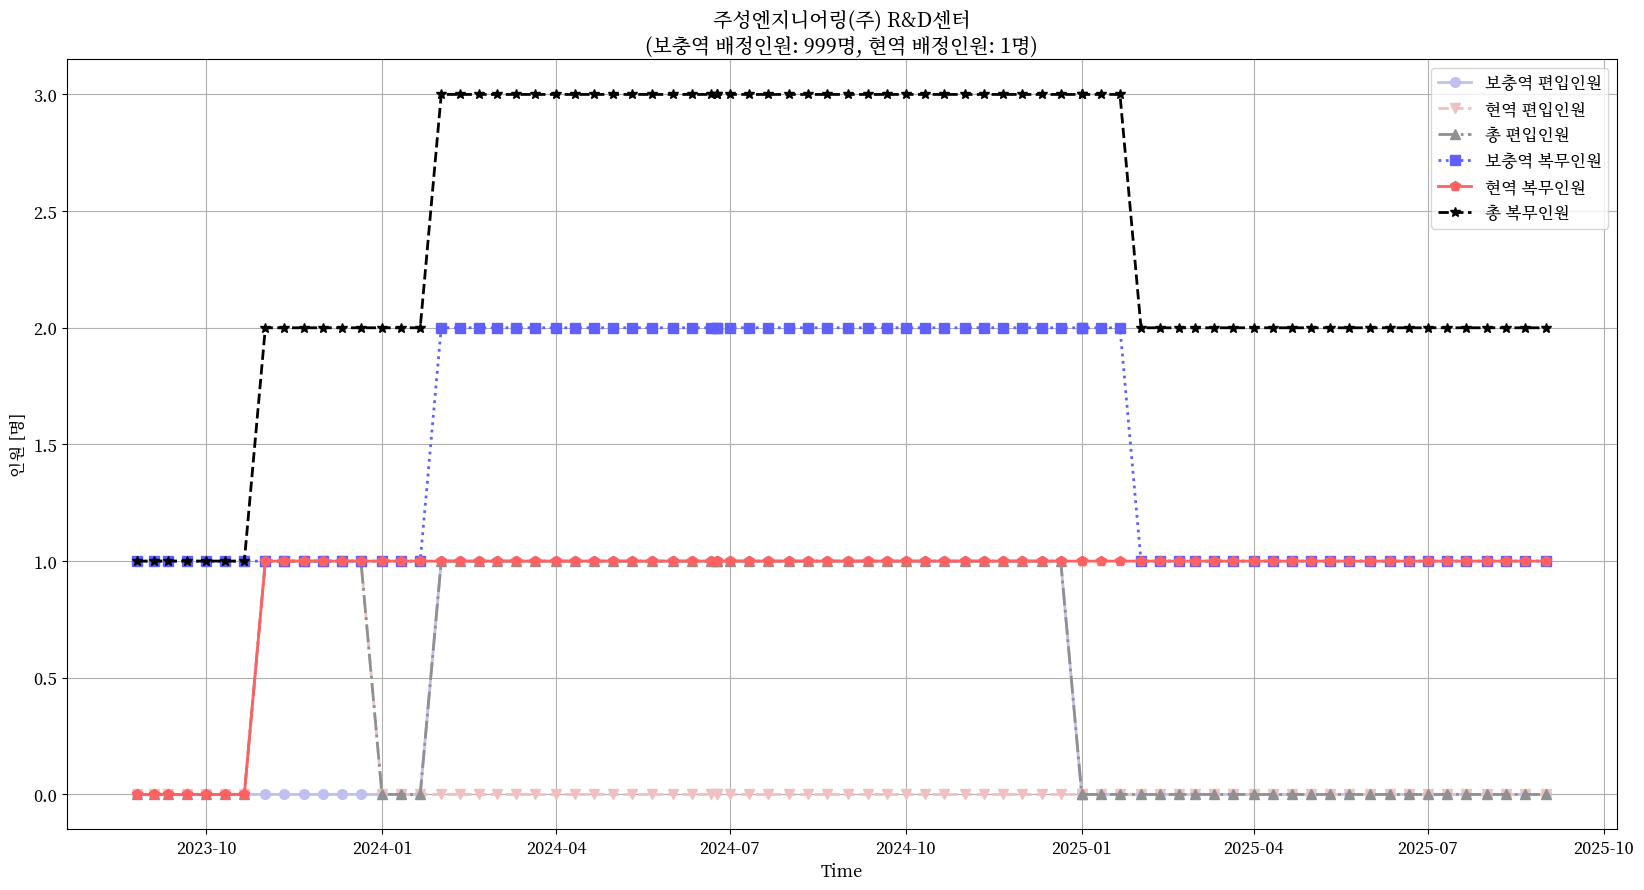 주성엔지니어링(주) R&D센터
(보충역 배정인원: 999명, 현역 배정인원: 1명)
보충역 편입인원
현역 편입인원
총 편입인원
보충역 복무인원
현역 복무인원
총 복무인원
인원 [명]
3.0
2.5
2.0
1.5
1.0
0.5
0.0
2023-10
2024-01
2024-04
2024-07
2024-10
2025-01
2025-04
2025-07
2025-10
Time